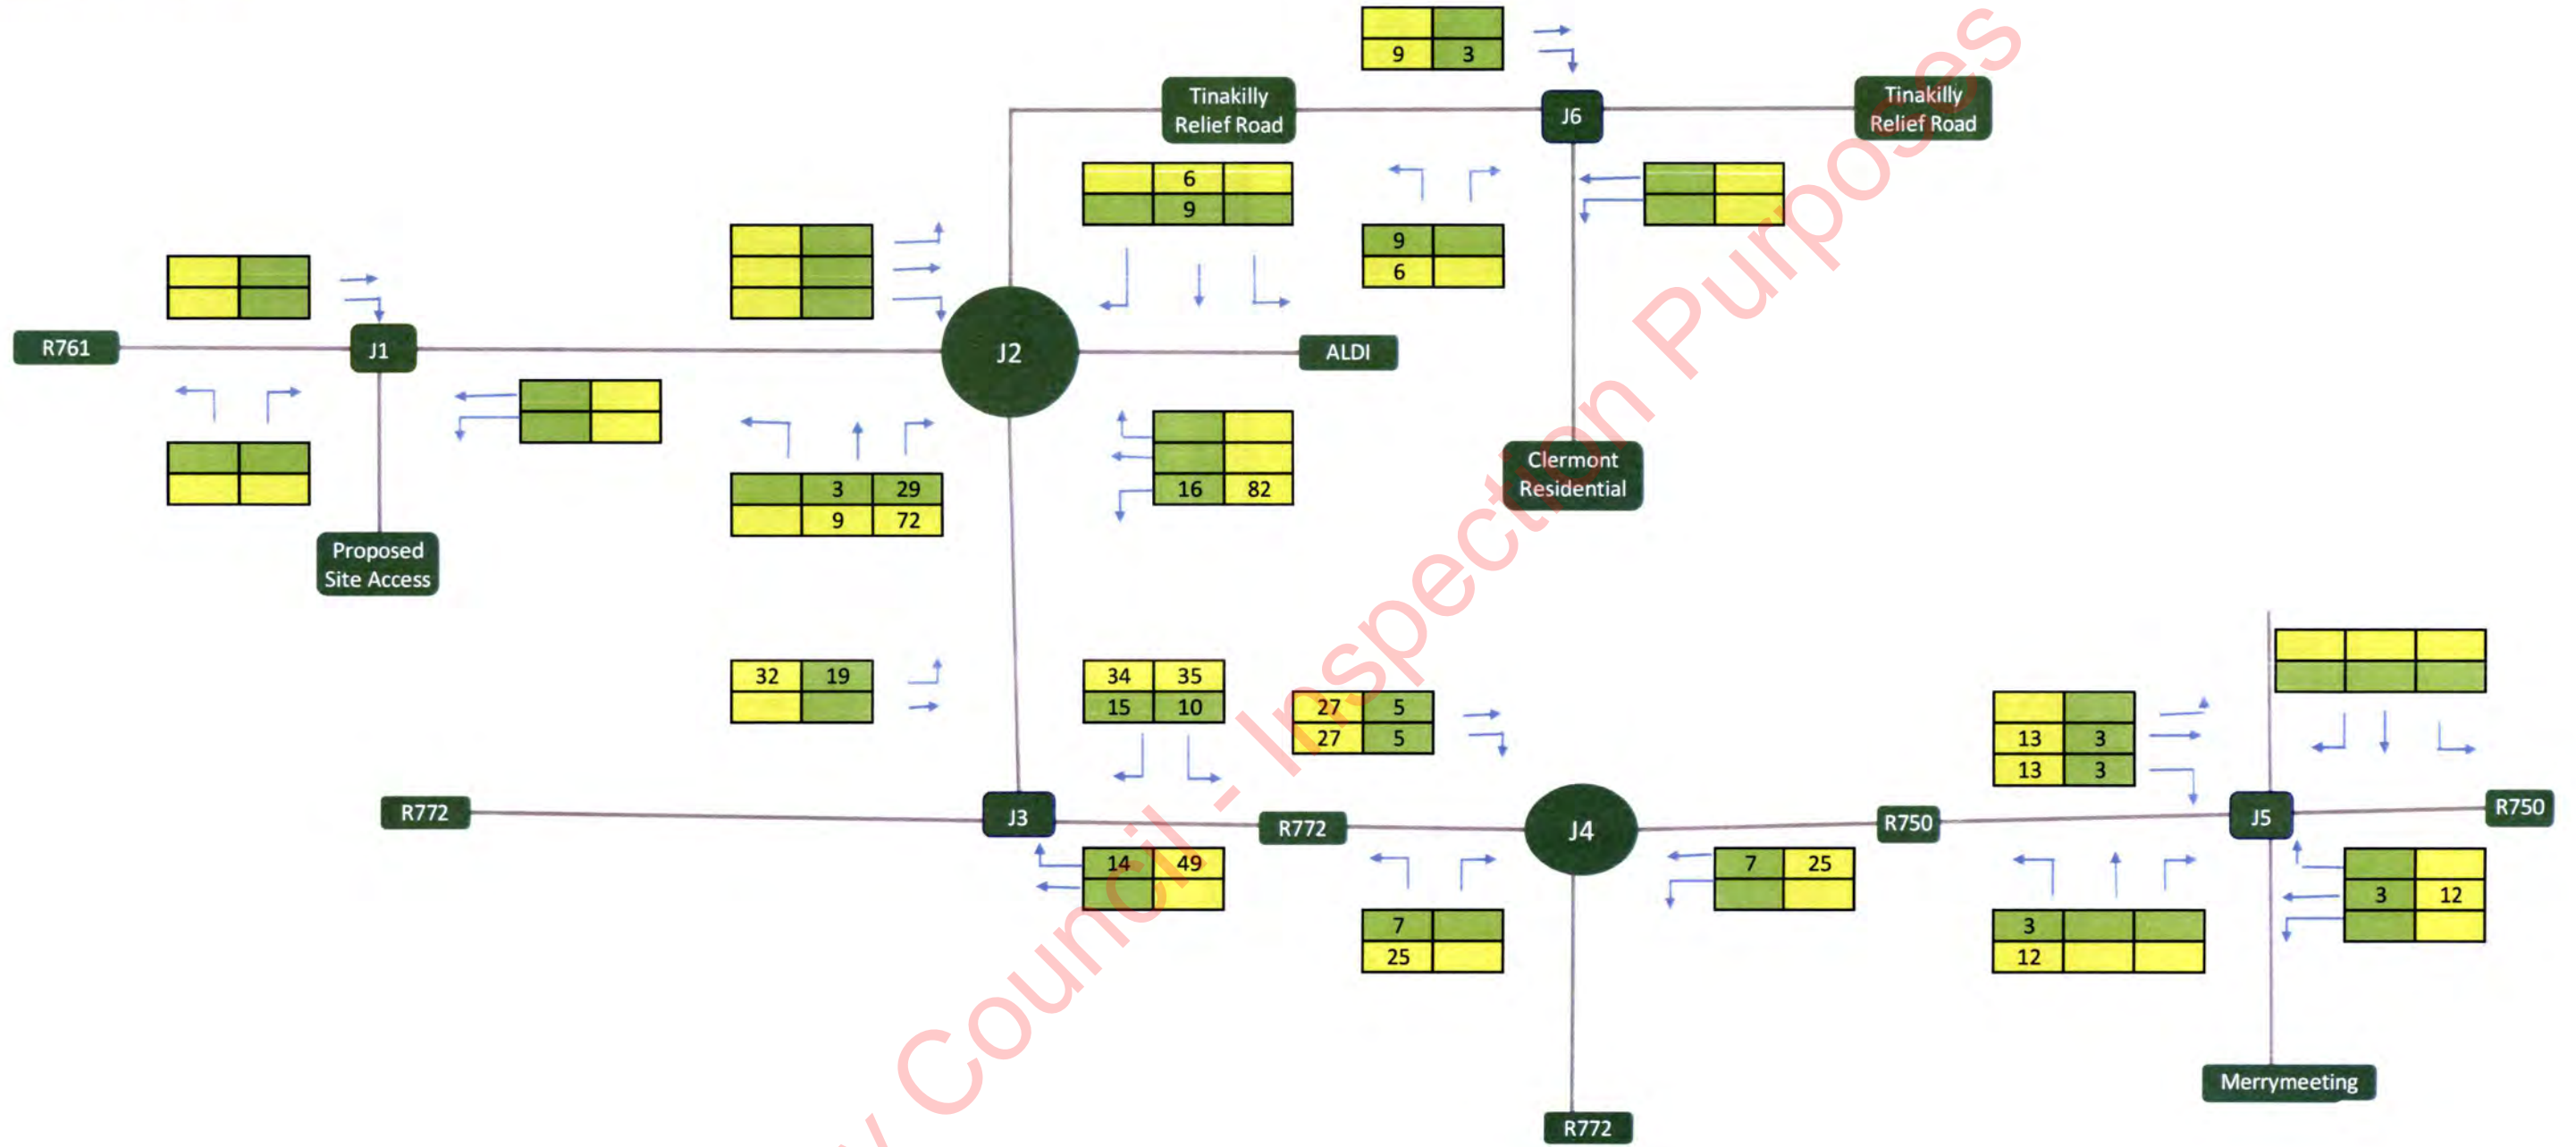 9 3
Tinakilly
Relief Road
J6
Tinakilly
Relief Road
6
9
9
6
R761
J1
J2
ALDI
3 29
9 72
16 82
Proposed
Site Access
Clermont
Residential
32 19
34 35
15 10
27 5
27 5
13 3
13 3
R772
J3
R772
J4
R750
J5
R750
14 49
7 25
3 12
7
25
3
12
Merrymeeting
R772
y Council - Inspection Purposes